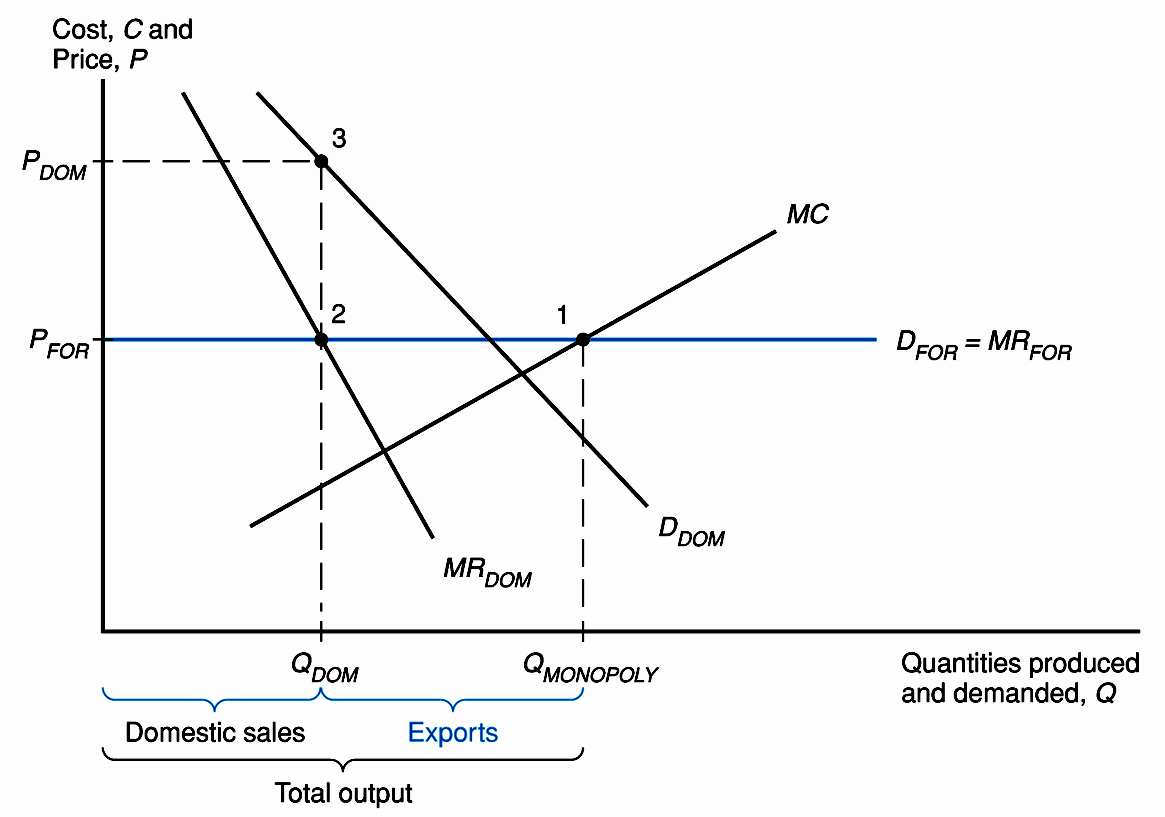 Cost, C and
Price, P
3
P_DOM
MC
2
1
P_FOR
D_FOR = MR_FOR
D_DOM
MR_DOM
Q_DOM
Q_MONOPOLY
Quantities produced
and demanded, Q
Domestic sales
Exports
Total output